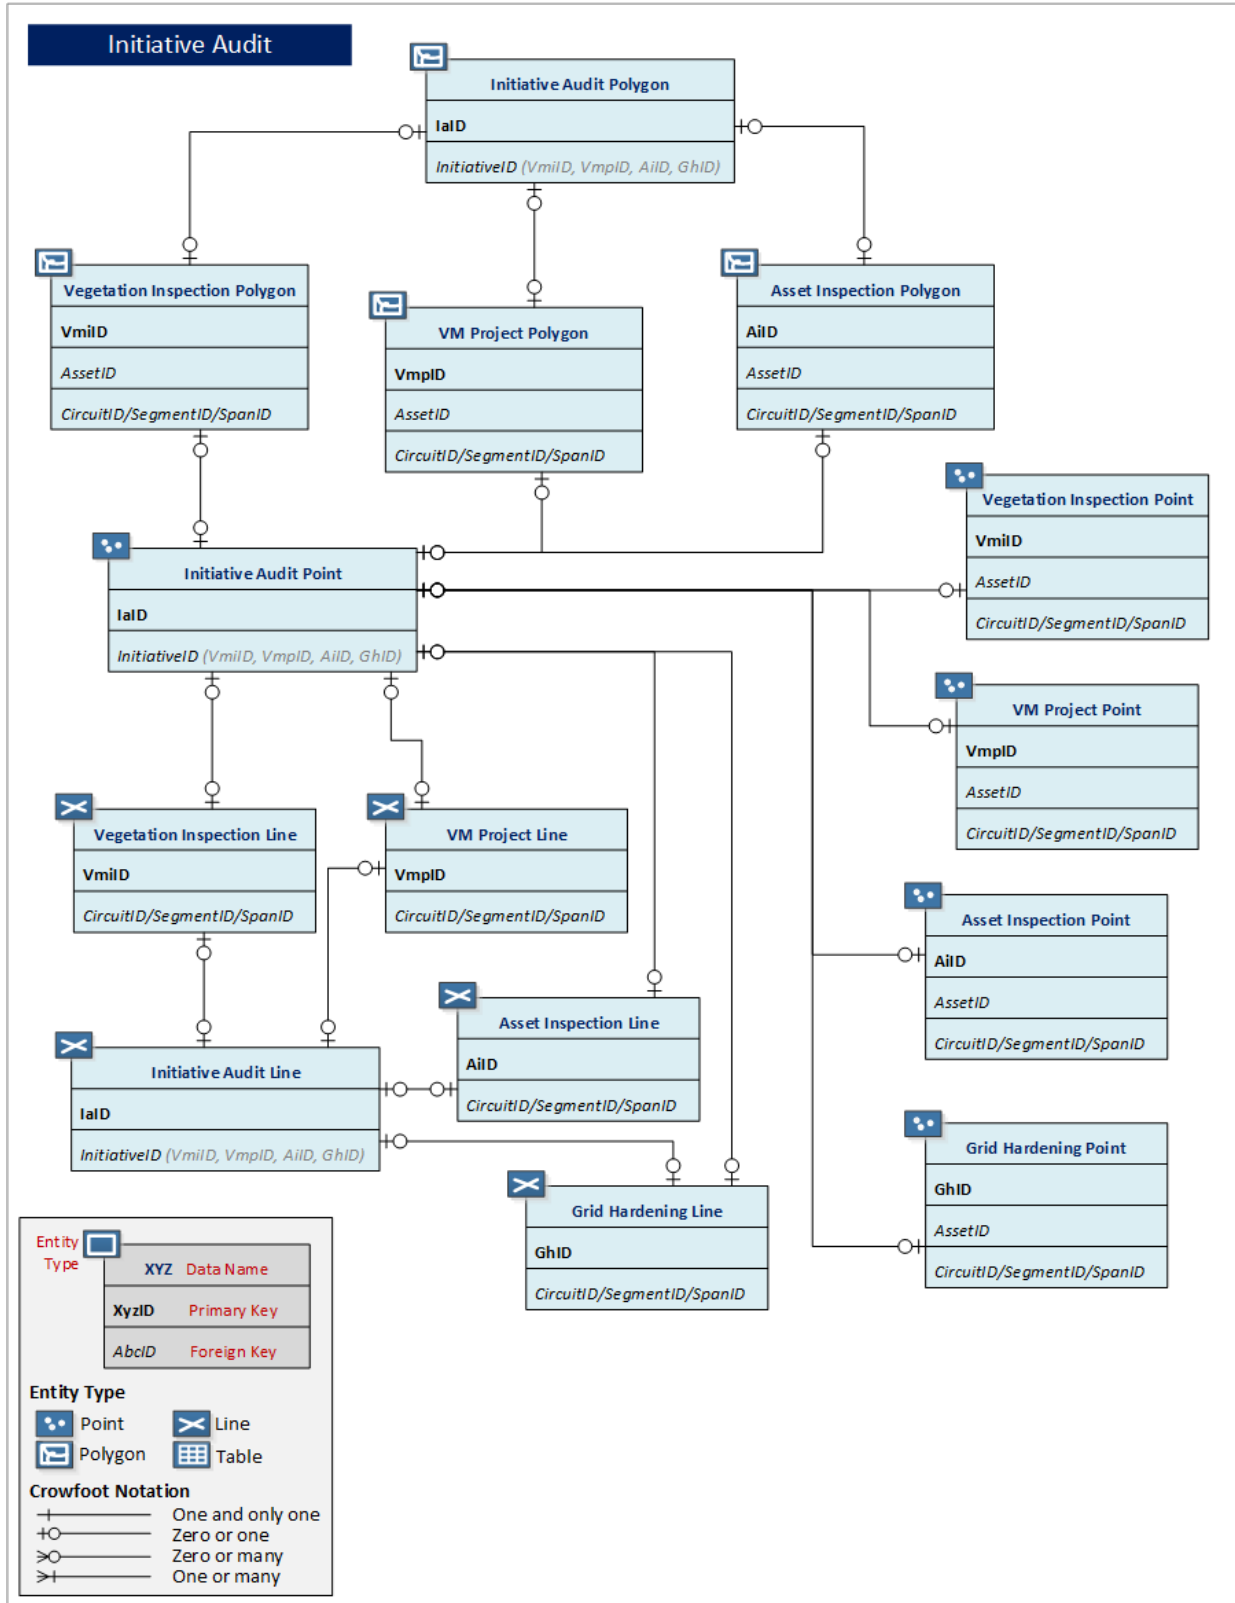 Initiative Audit
Initiative Audit Polygon
IaID
InitiativeID (VmiID, VmpID, AiID, GhID)
Vegetation Inspection Polygon
VmiID
AssetID
CircuitID/SegmentID/SpanID
VM Project Polygon
VmpID
AssetID
CircuitID/SegmentID/SpanID
Asset Inspection Polygon
AiID
AssetID
CircuitID/SegmentID/SpanID
Vegetation Inspection Point
VmiID
AssetID
CircuitID/SegmentID/SpanID
Initiative Audit Point
IaID
InitiativeID (VmiID, VmpID, AiID, GhID)
VM Project Point
VmpID
AssetID
CircuitID/SegmentID/SpanID
Vegetation Inspection Line
VmiID
CircuitID/SegmentID/SpanID
VM Project Line
VmpID
CircuitID/SegmentID/SpanID
Asset Inspection Point
AiID
AssetID
CircuitID/SegmentID/SpanID
Asset Inspection Line
AiID
CircuitID/SegmentID/SpanID
Initiative Audit Line
IaID
InitiativeID (VmiID, VmpID, AiID, GhID)
Grid Hardening Point
GhID
AssetID
CircuitID/SegmentID/SpanID
Grid Hardening Line
GhID
CircuitID/SegmentID/SpanID
Entity
Type
XYZ Data Name
XyzID Primary Key
AbcID Foreign Key
Entity Type
Point
Line
Polygon
Table
Crowfoot Notation
One and only one
Zero or one
Zero or many
One or many